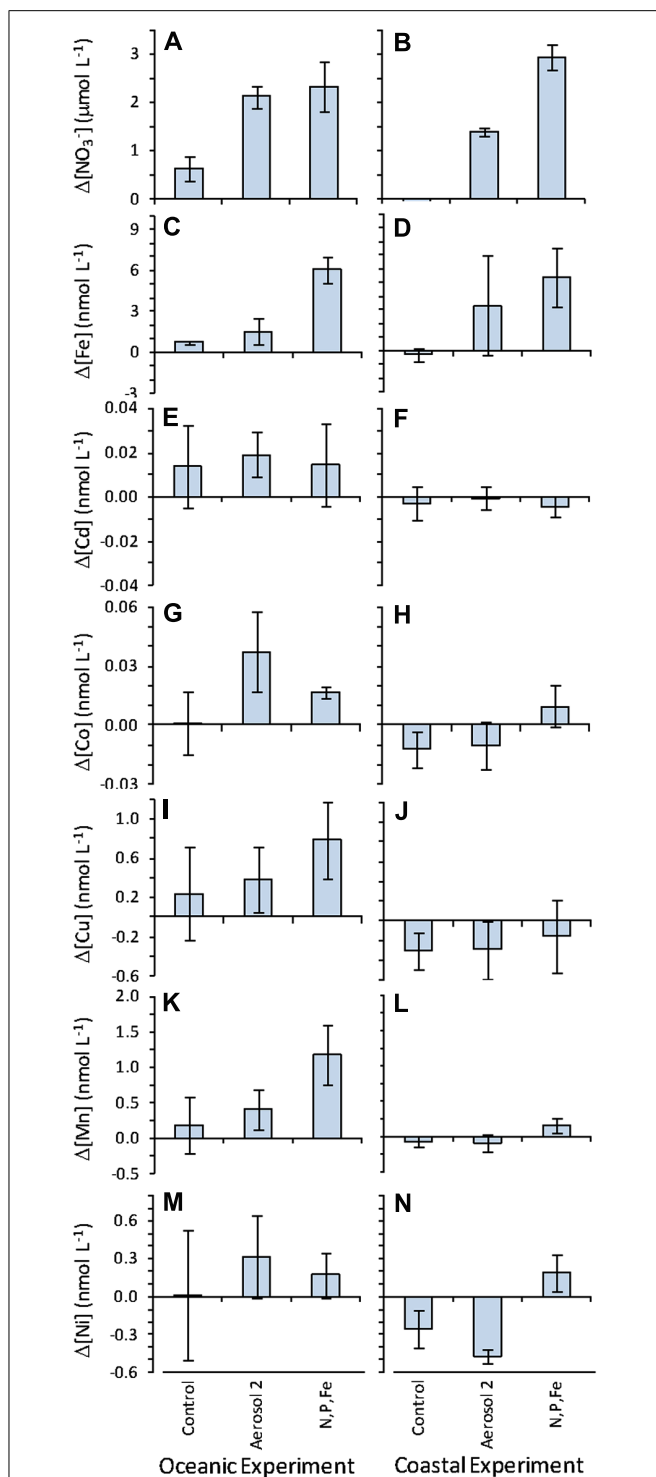 A
B
Δ[NO₃⁻] (µmol L⁻¹)
3
2
1
0
C
D
Δ[Fe] (nmol L⁻¹)
6
3
0
-3
E
F
Δ[Cd] (nmol L⁻¹)
0.04
0.02
0.00
-0.02
-0.04
G
H
Δ[Co] (nmol L⁻¹)
0.06
0.03
0.00
-0.03
I
J
Δ[Cu] (nmol L⁻¹)
1.0
0.6
0.2
-0.2
-0.6
K
L
Δ[Mn] (nmol L⁻¹)
2.0
1.5
1.0
0.5
0.0
-0.5
M
N
Δ[Ni] (nmol L⁻¹)
0.6
0.3
0.0
-0.3
-0.6
Control
Aerosol 2
N,P,Fe
Control
Aerosol 2
N,P,Fe
Oceanic Experiment
Coastal Experiment